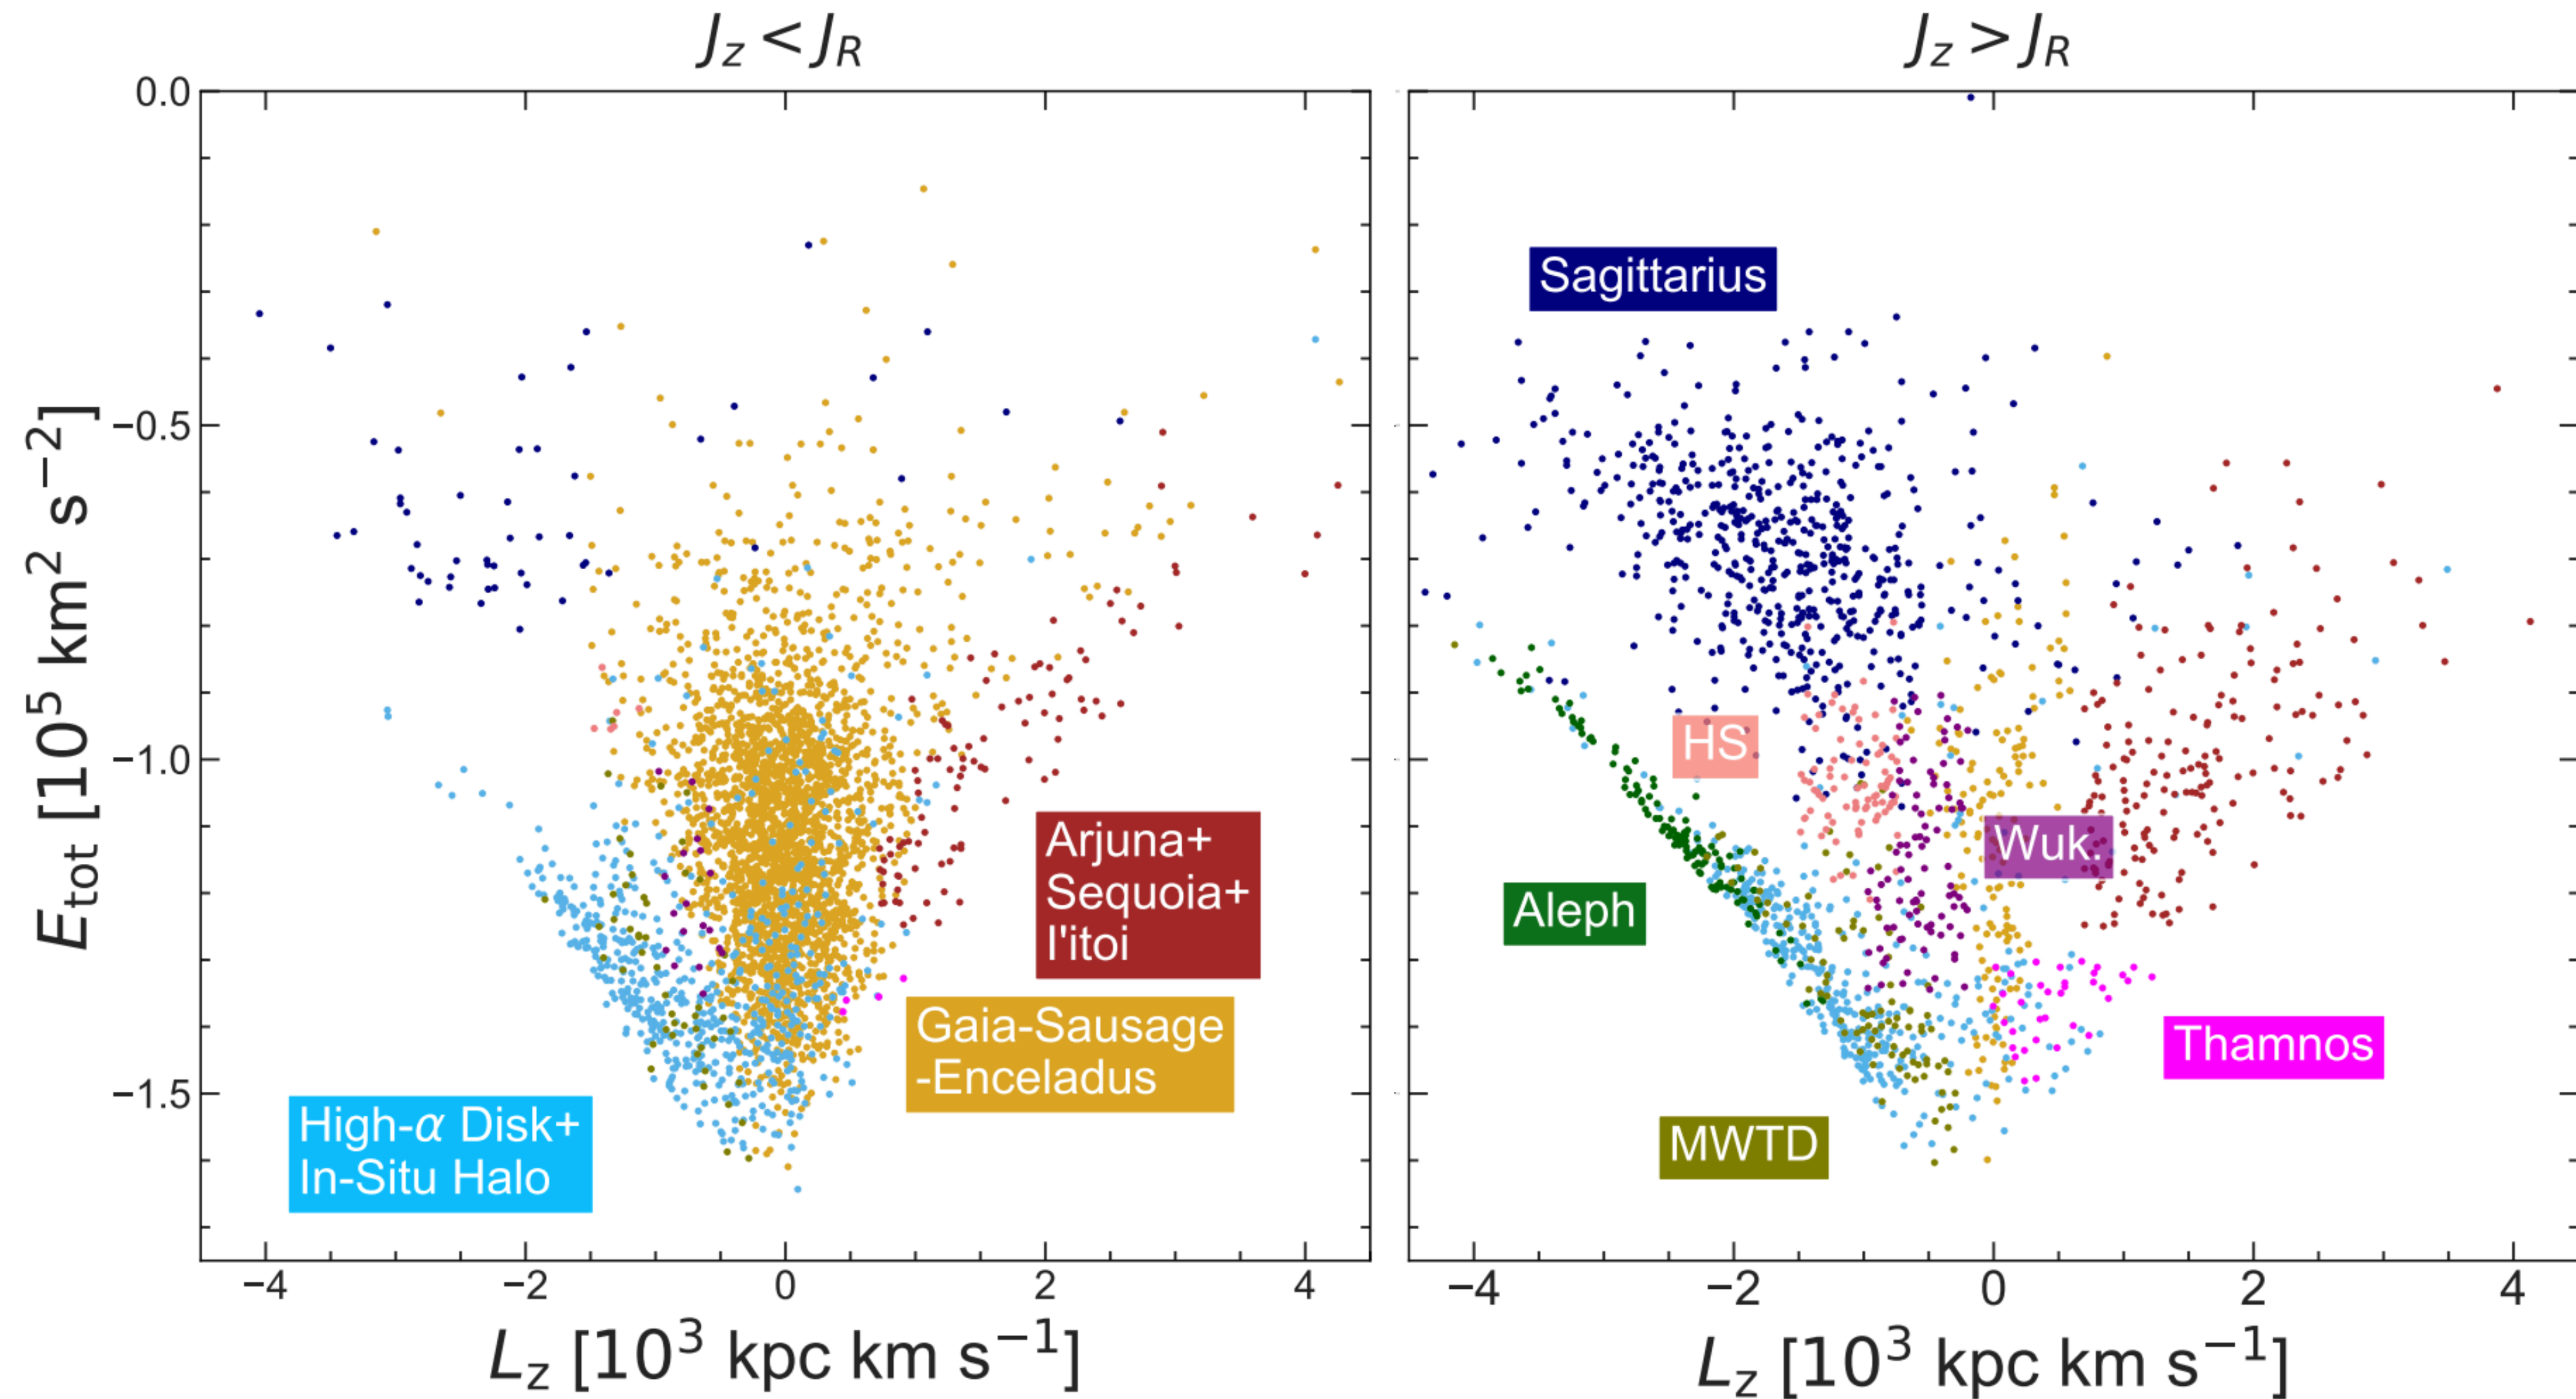 J_z < J_R
J_z > J_R
0.0
−0.5
−1.0
−1.5
E_tot [10^5 km^2 s^−2]
Arjuna+
Sequoia+
I'itoi
Gaia-Sausage
-Enceladus
High-α Disk+
In-Situ Halo
−4
−2
0
2
4
L_z [10^3 kpc km s^−1]
Sagittarius
HS
Wuk.
Aleph
Thamnos
MWTD
−4
−2
0
2
4
L_z [10^3 kpc km s^−1]